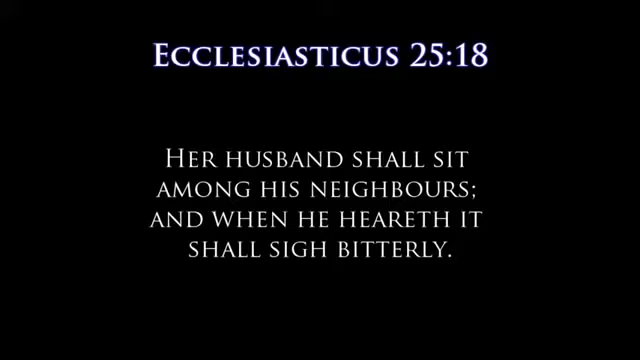 Ecclesiasticus 25:18
Her husband shall sit
among his neighbours;
and when he heareth it
shall sigh bitterly.